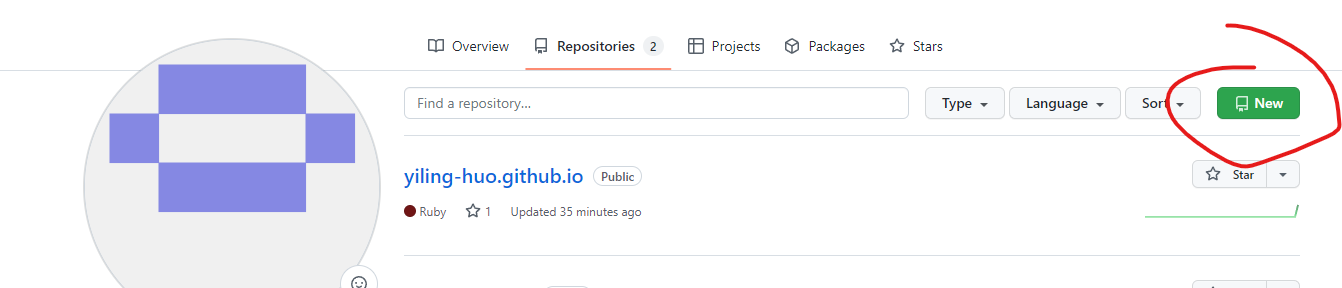 Overview Repositories 2 Projects Packages Stars
Find a repository... Type Language Sort New
yiling-huo.github.io Public Star
Ruby 1 Updated 35 minutes ago